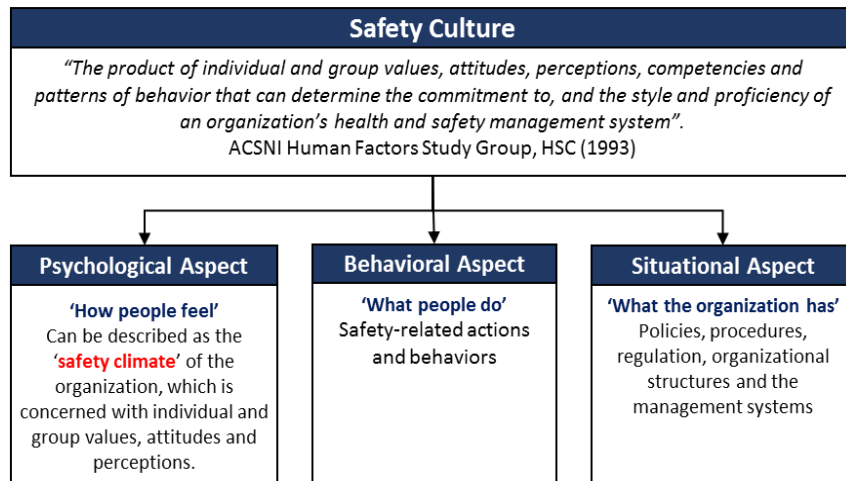 Safety Culture
“The product of individual and group values, attitudes, perceptions, competencies and
patterns of behavior that can determine the commitment to, and the style and proficiency of
an organization’s health and safety management system”.
ACSNI Human Factors Study Group, HSC (1993)
Psychological Aspect
‘How people feel’
Can be described as the
‘safety climate’ of the
organization, which is
concerned with individual and
group values, attitudes and
perceptions.
Behavioral Aspect
‘What people do’
Safety-related actions
and behaviors
Situational Aspect
‘What the organization has’
Policies, procedures,
regulation, organizational
structures and the
management systems